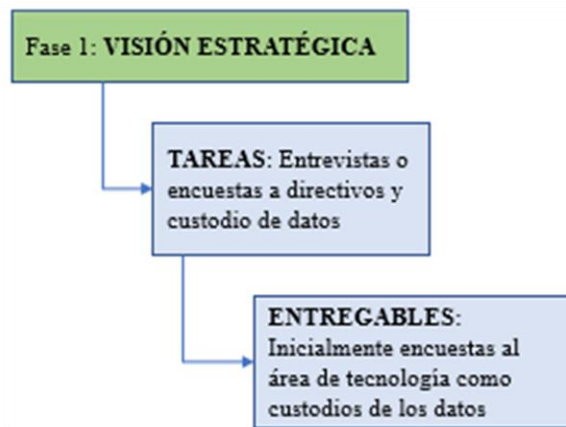 Fase 1: VISIÓN ESTRATÉGICA
TAREAS: Entrevistas o
encuestas a directivos y
custodio de datos
ENTREGABLES:
Inicialmente encuestas al
área de tecnología como
custodios de los datos